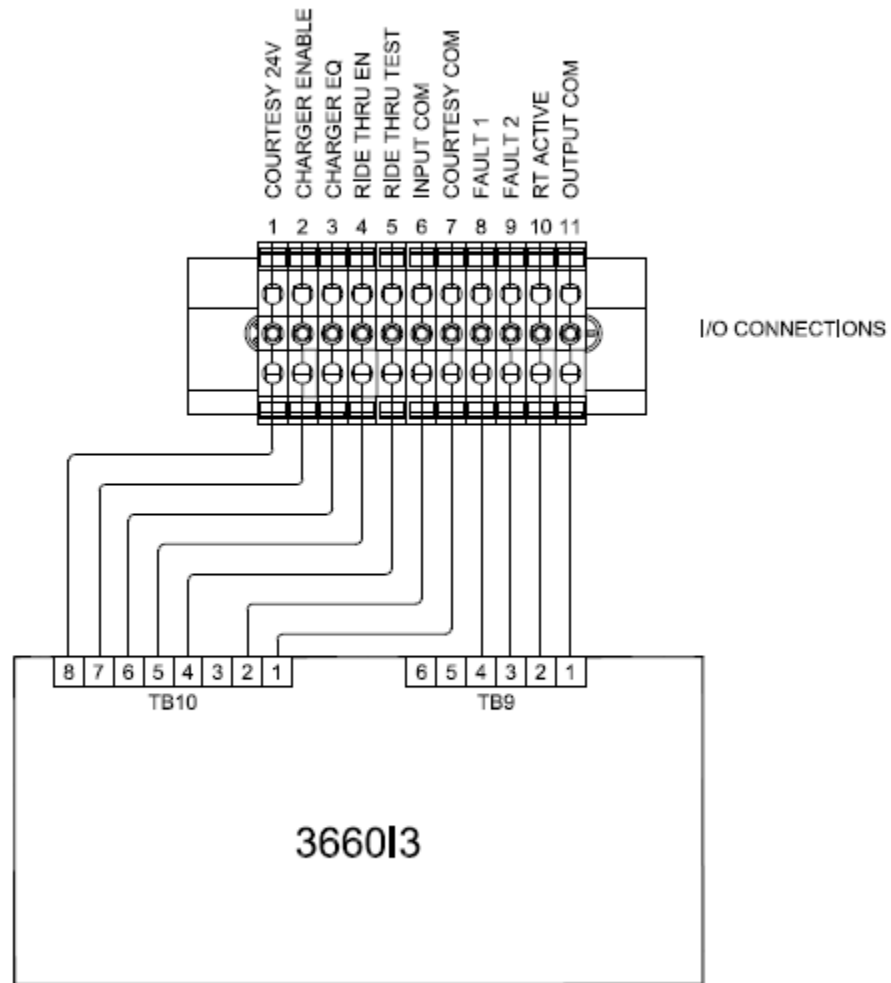 COURTESY 24V
CHARGER ENABLE
CHARGER EQ
RIDE THRU EN
RIDE THRU TEST
INPUT COM
COURTESY COM
FAULT 1
FAULT 2
RT ACTIVE
OUTPUT COM
1 2 3 4 5 6 7 8 9 10 11
I/O CONNECTIONS
8 7 6 5 4 3 2 1
6 5 4 3 2 1
TB10
TB9
3660I3